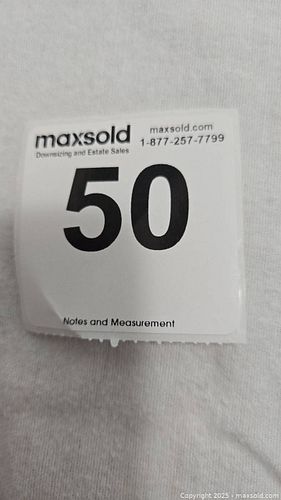 maxsold
Downsizing and Estate Sales
maxsold.com
1-877-257-7799
50
Notes and Measurement
Copyright 2025 • maxsold.com